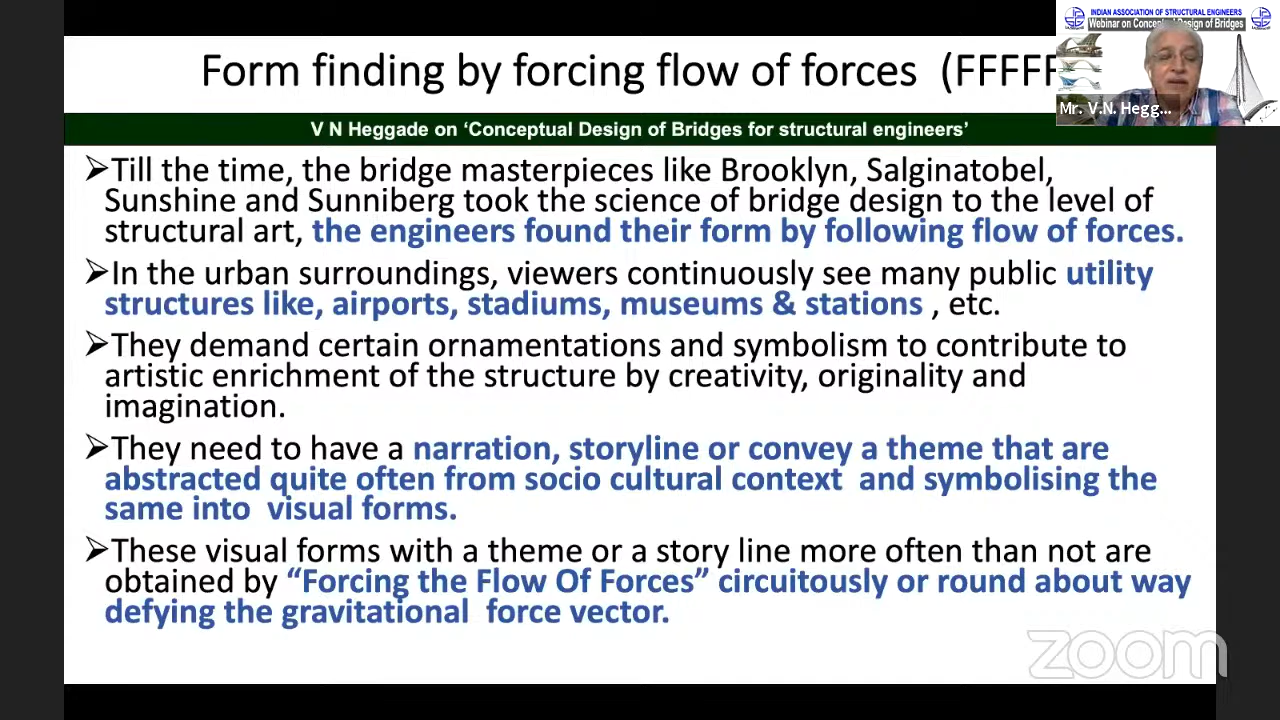 INDIAN ASSOCIATION OF STRUCTURAL ENGINEERS
Webinar on Conceptual Design of Bridges
Form finding by forcing flow of forces (FFFFF
Mr. V.N. Hegg...
V N Heggade on ‘Conceptual Design of Bridges for structural engineers’
➢Till the time, the bridge masterpieces like Brooklyn, Salginatobel,
Sunshine and Sunniberg took the science of bridge design to the level of
structural art, the engineers found their form by following flow of forces.
➢In the urban surroundings, viewers continuously see many public utility
structures like, airports, stadiums, museums & stations , etc.
➢They demand certain ornamentations and symbolism to contribute to
artistic enrichment of the structure by creativity, originality and
imagination.
➢They need to have a narration, storyline or convey a theme that are
abstracted quite often from socio cultural context and symbolising the
same into visual forms.
➢These visual forms with a theme or a story line more often than not are
obtained by “Forcing the Flow Of Forces” circuitously or round about way
defying the gravitational force vector.
zoom